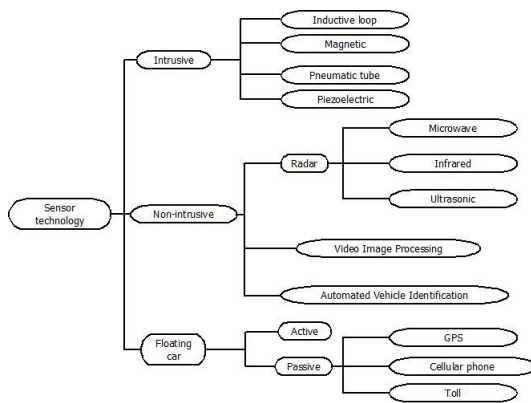 Inductive loop
Magnetic
Intrusive
Pneumatic tube
Piezoelectric
Microwave
Radar
Infrared
Ultrasonic
Sensor
technology
Non-intrusive
Video Image Processing
Automated Vehicle Identification
Floating
car
Active
Passive
GPS
Cellular phone
Toll